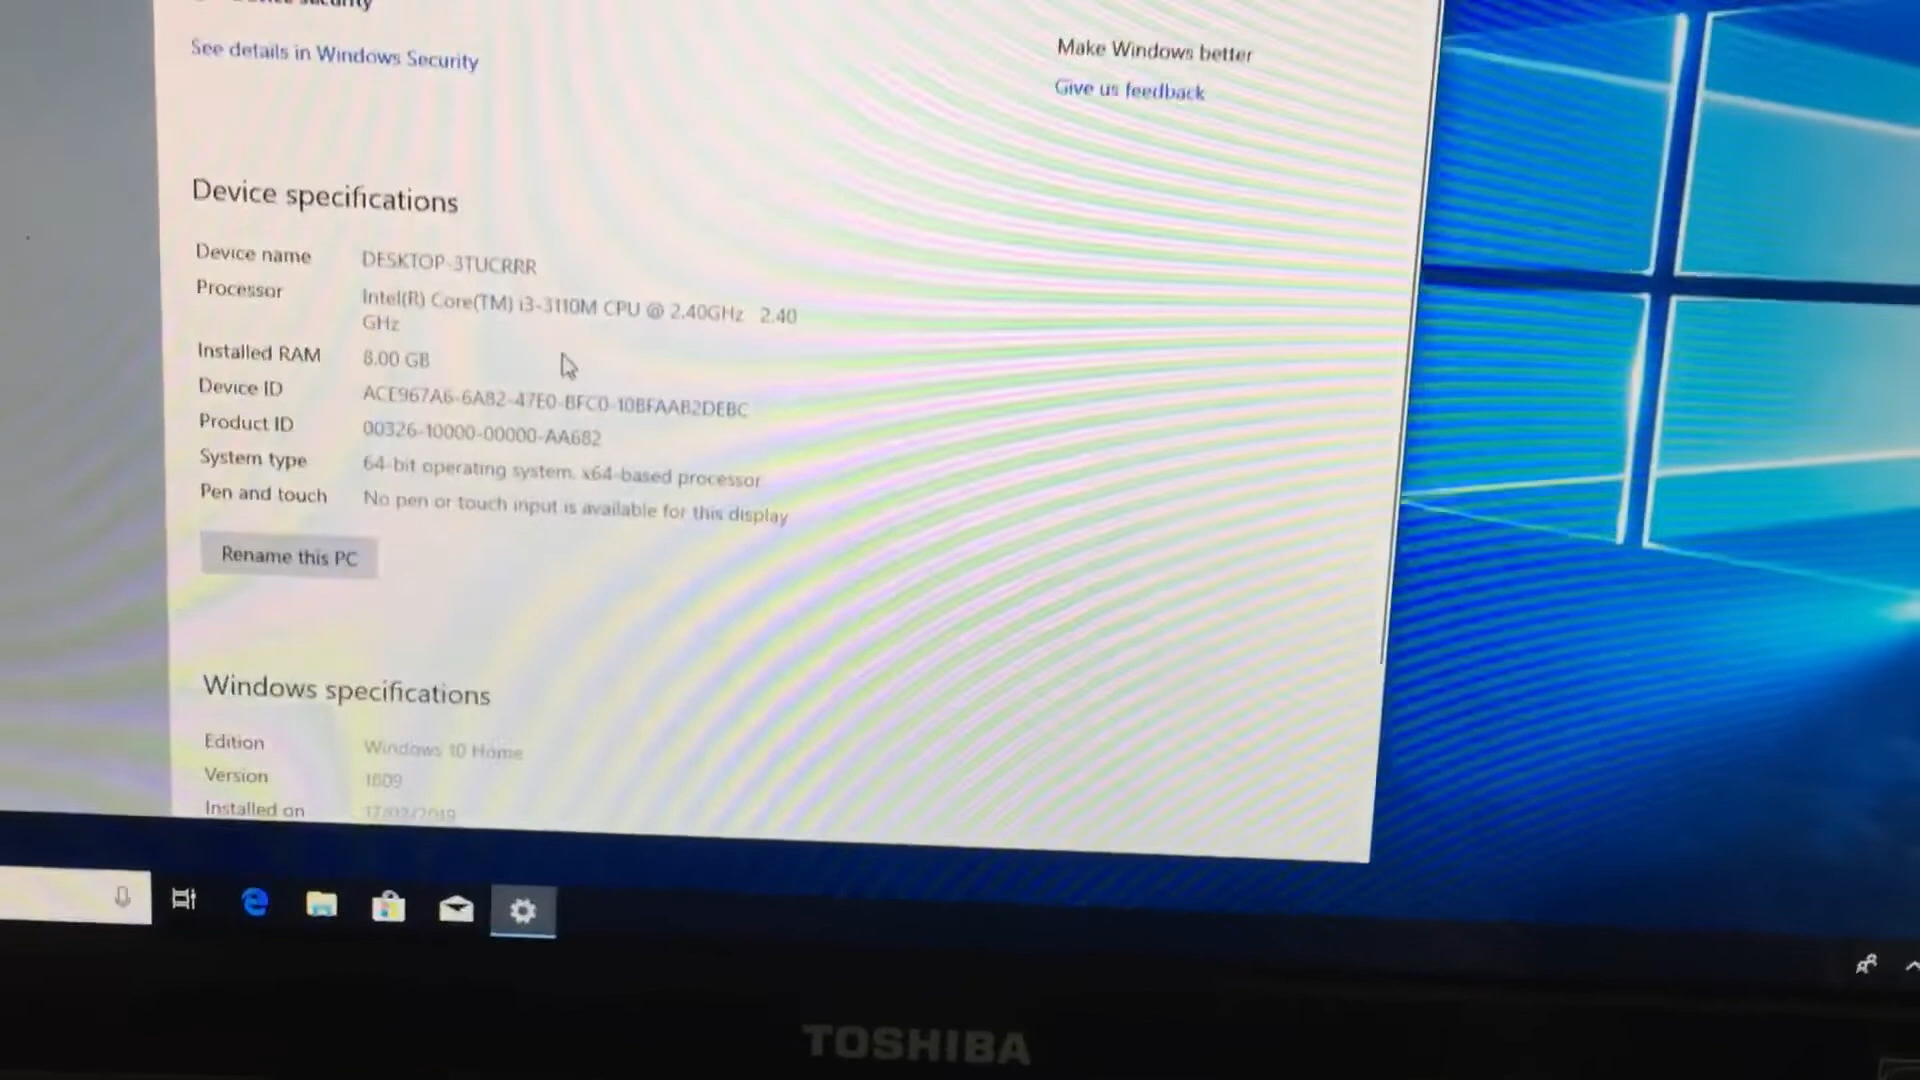 See details in Windows Security
Make Windows better
Give us feedback
Device specifications
Device name DESKTOP-3TUCRRR
Processor Intel(R) Core(TM) i3-3110M CPU @ 2.40GHz 2.40
GHz
Installed RAM 8.00 GB
Device ID ACE967A6-6A82-47E0-BFC0-10BFAAB2DEBC
Product ID 00326-10000-00000-AA682
System type 64-bit operating system, x64-based processor
Pen and touch No pen or touch input is available for this display
Rename this PC
Windows specifications
Edition Windows 10 Home
Version 1809
Installed on
TOSHIBA